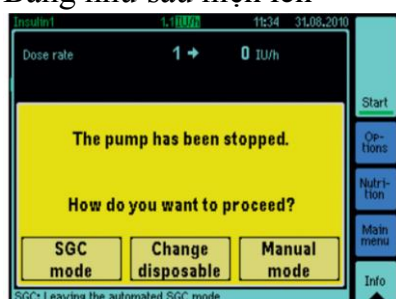 Insulin1 1.1IU/h 11:34 31.08.2010
Dose rate 1 → 0 IU/h
Start
The pump has been stopped.
Op-
tions
How do you want to proceed?
Nutri-
tion
Main
menu
SGC
mode
Change
disposable
Manual
mode
Info
SGC: Leaving the automated SGC mode